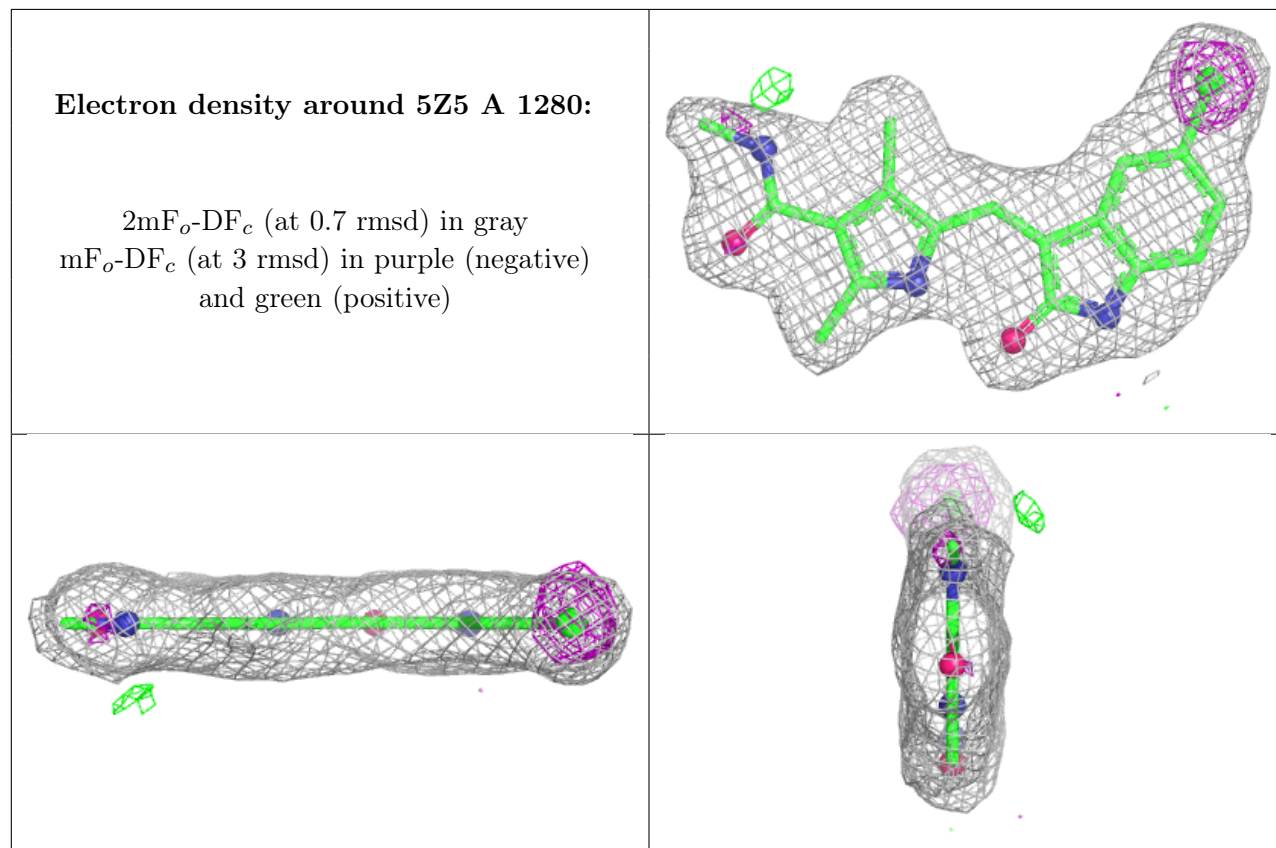 Electron density around 5Z5 A 1280:
2mFₒ-DF𝒸 (at 0.7 rmsd) in gray
mFₒ-DF𝒸 (at 3 rmsd) in purple (negative)
and green (positive)